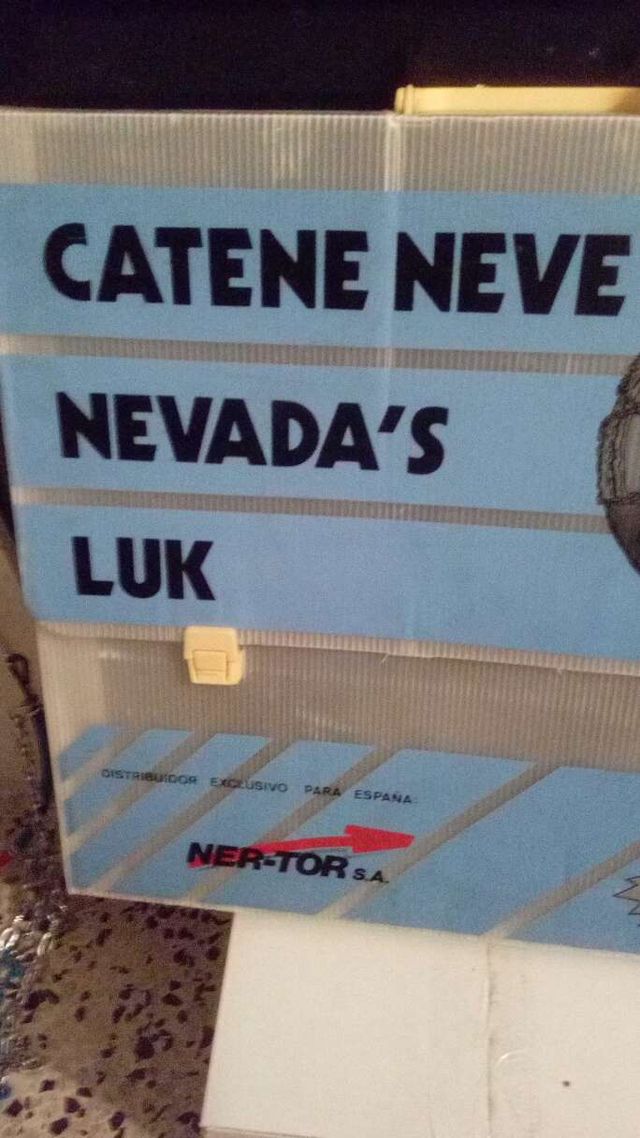 CATENE NEVE
NEVADA'S
LUK
DISTRIBUIDOR EXCLUSIVO PARA ESPAÑA:
NER-TOR S.A.